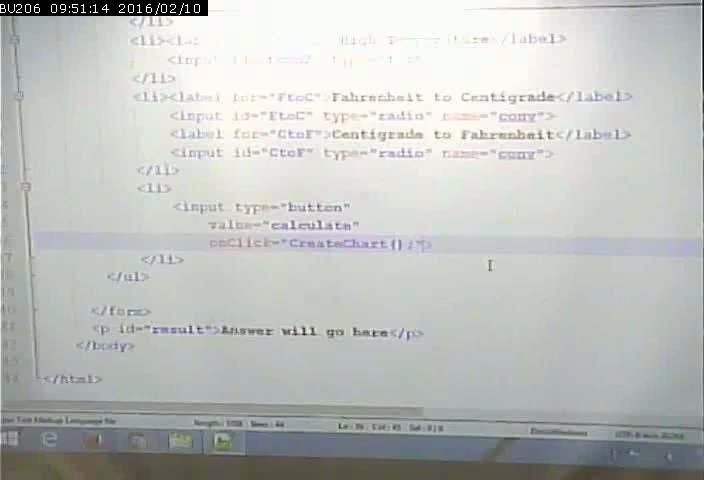 BU206 09:51:14 2016/02/10
</li>
<li><la High Temperature</label>
<input
</li>
<li><label for="FtoC">Fahrenheit to Centigrade</label>
<input id="FtoC" type="radio" name="conv">
<label for="CtoF">Centigrade to Fahrenheit</label>
<input id="CtoF" type="radio" name="conv">
</li>
<li>
<input type="button"
value="calculate"
onClick="CreateChart();">
</li>
</ul>
</form>
<p id="result">Answer will go here</p>
</body>
</html>